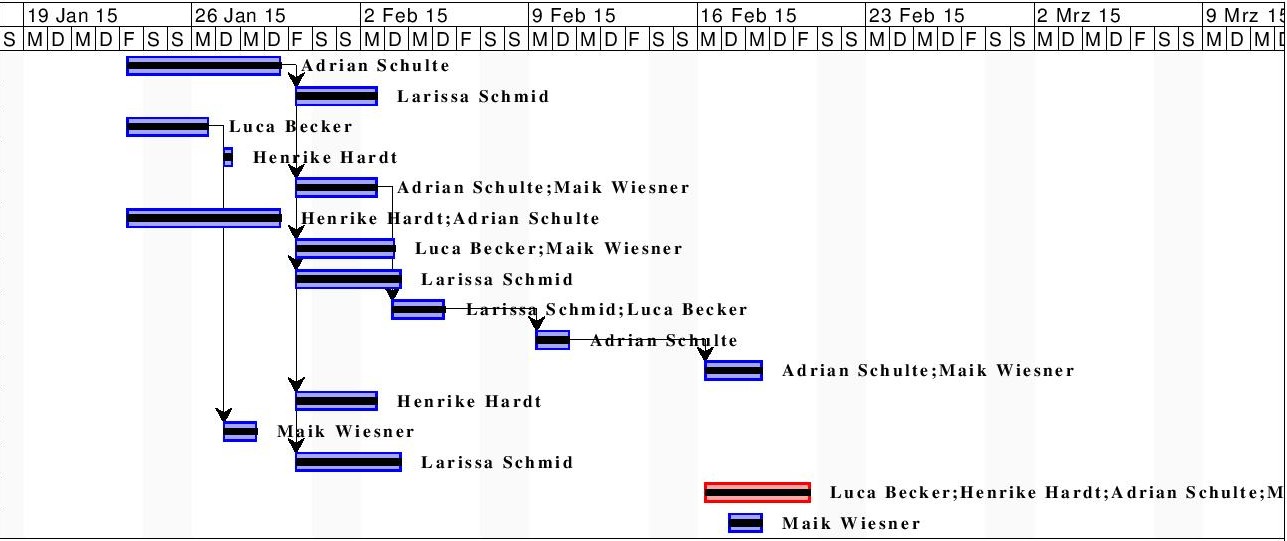 19 Jan 15 26 Jan 15 2 Feb 15 9 Feb 15 16 Feb 15 23 Feb 15 2 Mrz 15 9 Mrz 15
S M D M D F S S M D M D F S S M D M D F S S M D M D F S S M D M D F S S M D M D F S S M D M D F S S M D M D
Adrian Schulte
Larissa Schmid
Luca Becker
Henrike Hardt
Adrian Schulte;Maik Wiesner
Henrike Hardt;Adrian Schulte
Luca Becker;Maik Wiesner
Larissa Schmid
Larissa Schmid;Luca Becker
Adrian Schulte
Adrian Schulte;Maik Wiesner
Henrike Hardt
Maik Wiesner
Larissa Schmid
Luca Becker;Henrike Hardt;Adrian Schulte;M
Maik Wiesner